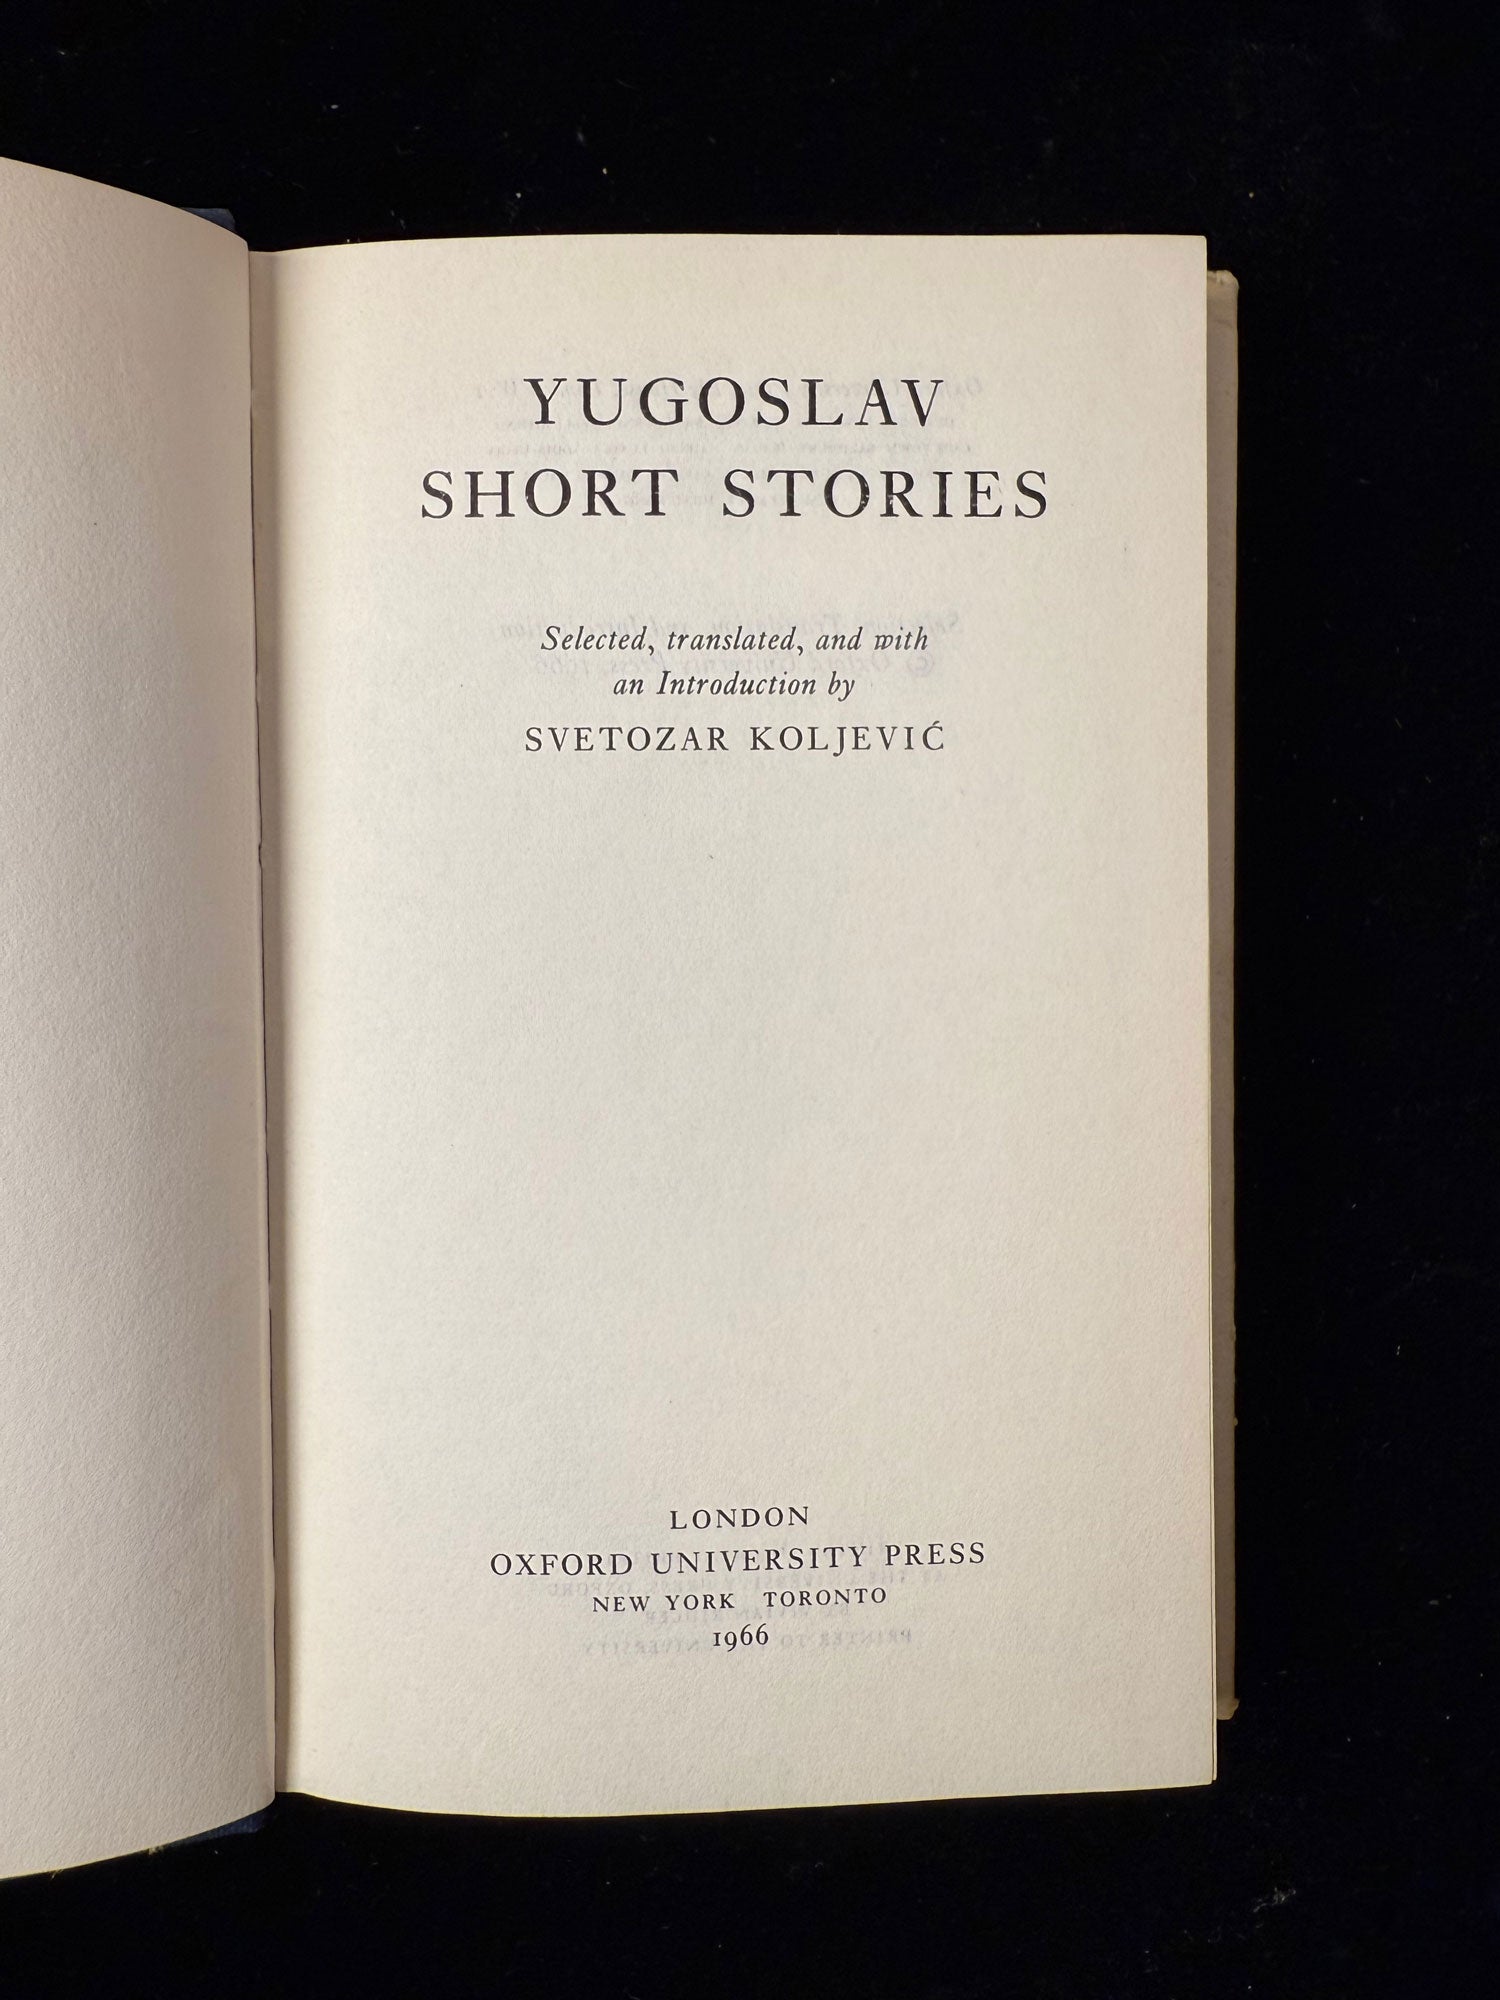 YUGOSLAV
SHORT STORIES
Selected, translated, and with
an Introduction by
SVETOZAR KOLJEVIĆ
LONDON
OXFORD UNIVERSITY PRESS
NEW YORK TORONTO
1966